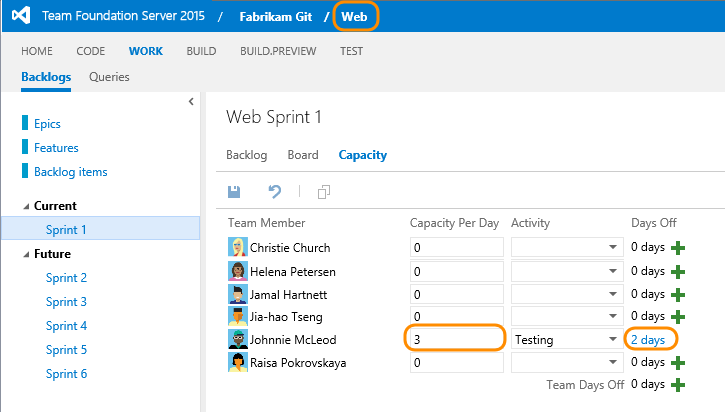 Team Foundation Server 2015 / Fabrikam Git / Web
HOME CODE WORK BUILD BUILD.PREVIEW TEST
Backlogs Queries
Epics
Features
Backlog items
Current
Sprint 1
Future
Sprint 2
Sprint 3
Sprint 4
Sprint 5
Sprint 6
Web Sprint 1
Backlog Board Capacity
Team Member Capacity Per Day Activity Days Off
Christie Church 0 0 days
Helena Petersen 0 0 days
Jamal Hartnett 0 0 days
Jia-hao Tseng 0 0 days
Johnnie McLeod 3 Testing 2 days
Raisa Pokrovskaya 0 0 days
Team Days Off 0 days